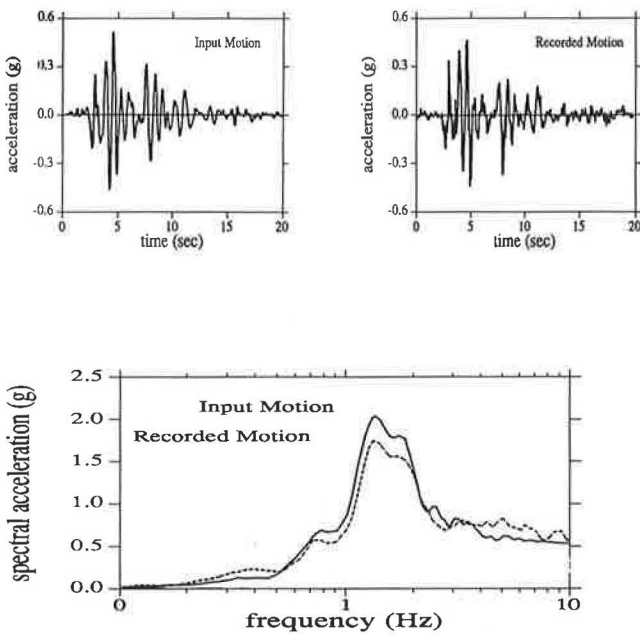 0.6
0.3
0.0
-0.3
-0.6
acceleration (g)
Input Motion
0 5 10 15 20
time (sec)
0.6
0.3
0.0
-0.3
-0.6
acceleration (g)
Recorded Motion
0 5 10 15 20
time (sec)
2.5
2.0
1.5
1.0
0.5
0.0
spectral acceleration (g)
Input Motion
Recorded Motion
0 1 10
frequency (Hz)